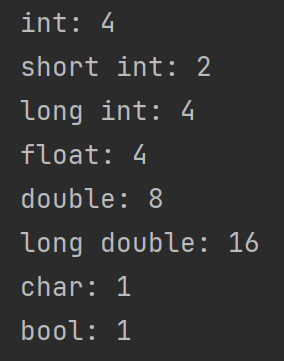 int: 4
short int: 2
long int: 4
float: 4
double: 8
long double: 16
char: 1
bool: 1